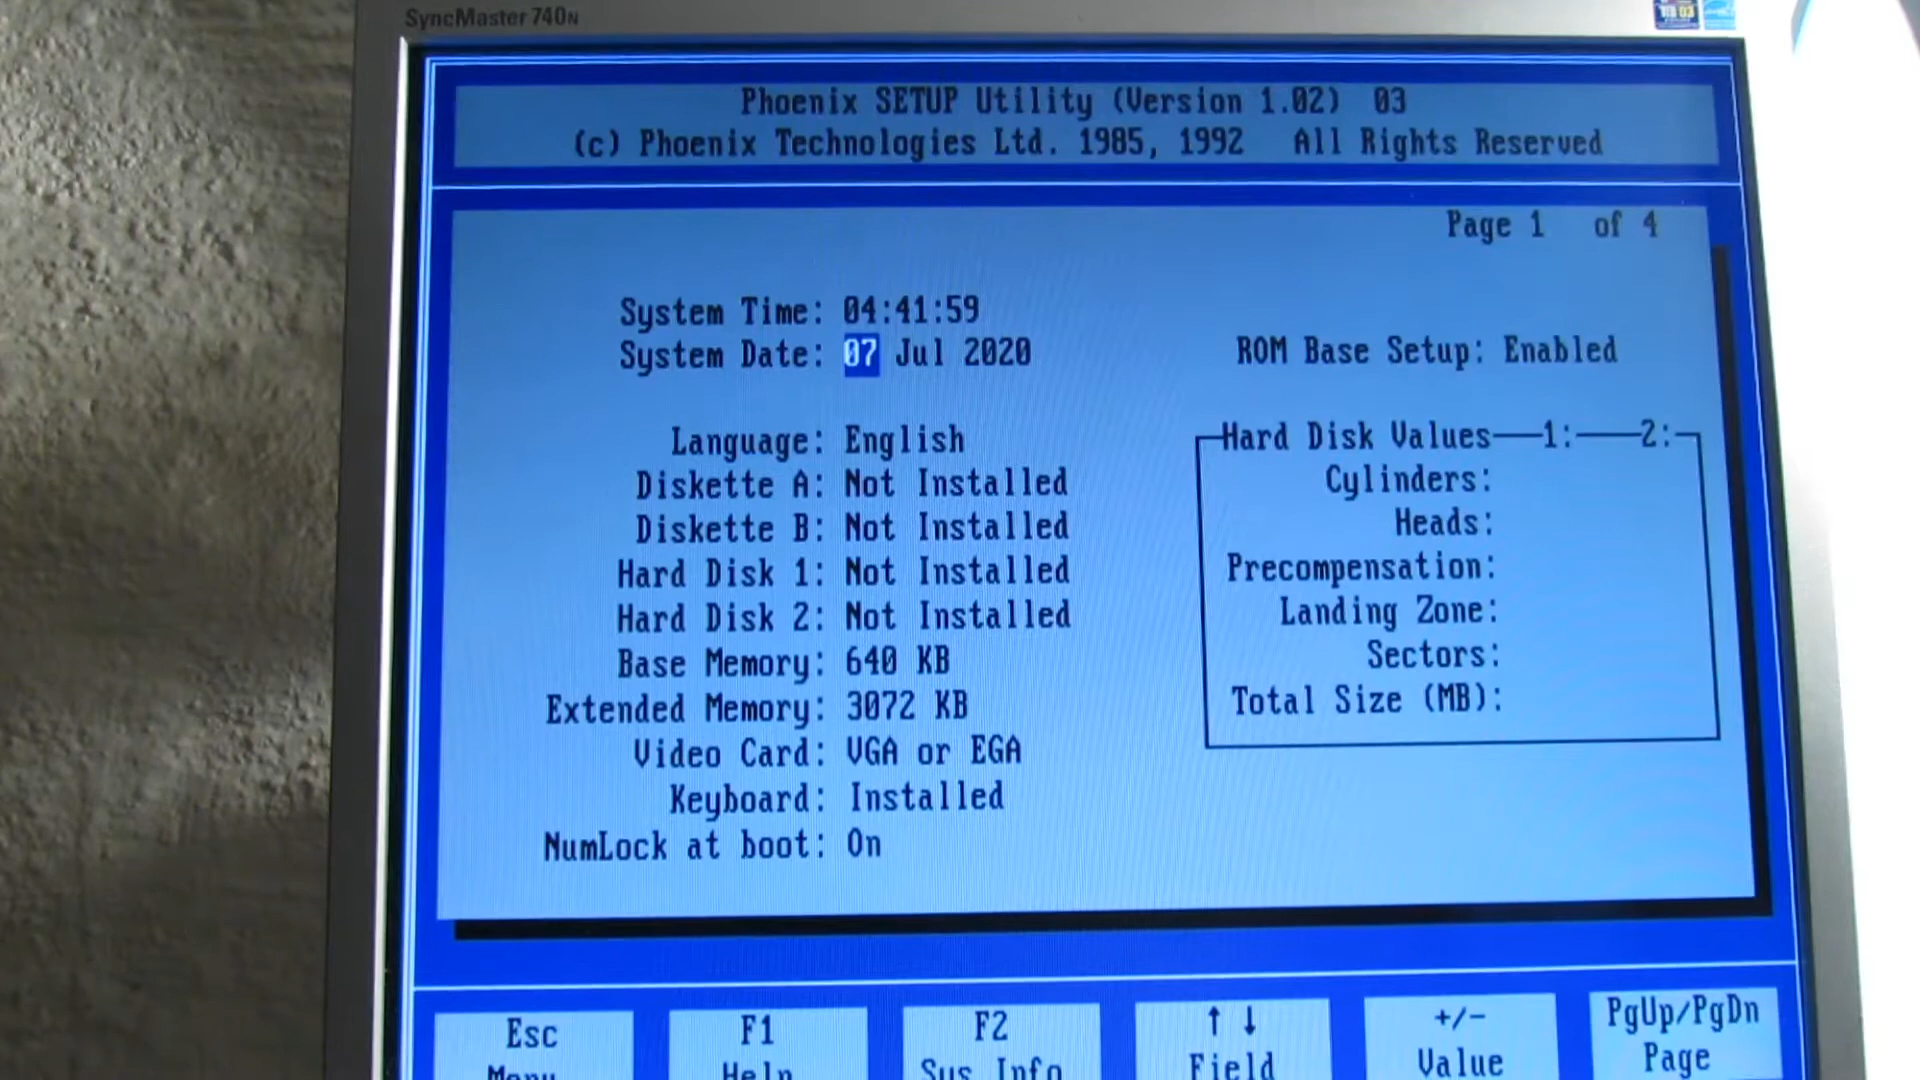 SyncMaster 740N
Phoenix SETUP Utility (Version 1.02) 03
(c) Phoenix Technologies Ltd. 1985, 1992 All Rights Reserved
Page 1 of 4
System Time: 04:41:59
System Date: 07 Jul 2020
ROM Base Setup: Enabled
Language: English
Diskette A: Not Installed
Diskette B: Not Installed
Hard Disk 1: Not Installed
Hard Disk 2: Not Installed
Base Memory: 640 KB
Extended Memory: 3072 KB
Video Card: VGA or EGA
Keyboard: Installed
NumLock at boot: On
Hard Disk Values 1: 2:
Cylinders:
Heads:
Precompensation:
Landing Zone:
Sectors:
Total Size (MB):
Esc
Menu
F1
Help
F2
Sys Info
↑ ↓
Field
+/-
Value
PgUp/PgDn
Page